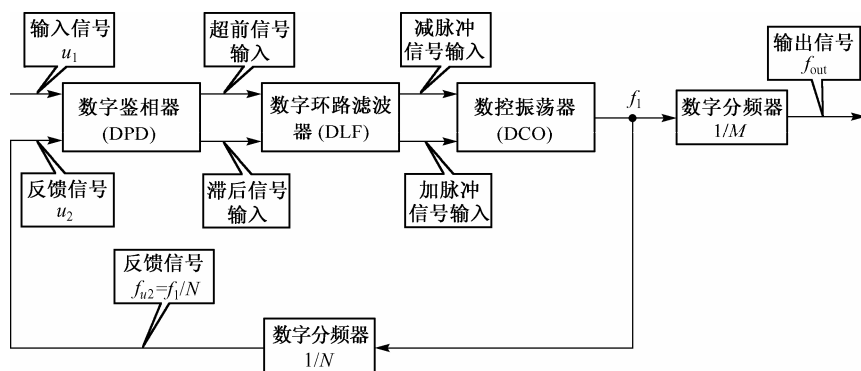 输入信号
u₁
超前信号
输入
减脉冲
信号输入
输出信号
f_out
数字鉴相器
(DPD)
数字环路滤波
器 (DLF)
数控振荡器
(DCO)
f₁
数字分频器
1/M
反馈信号
u₂
滞后信号
输入
加脉冲
信号输入
反馈信号
f_u2=f₁/N
数字分频器
1/N